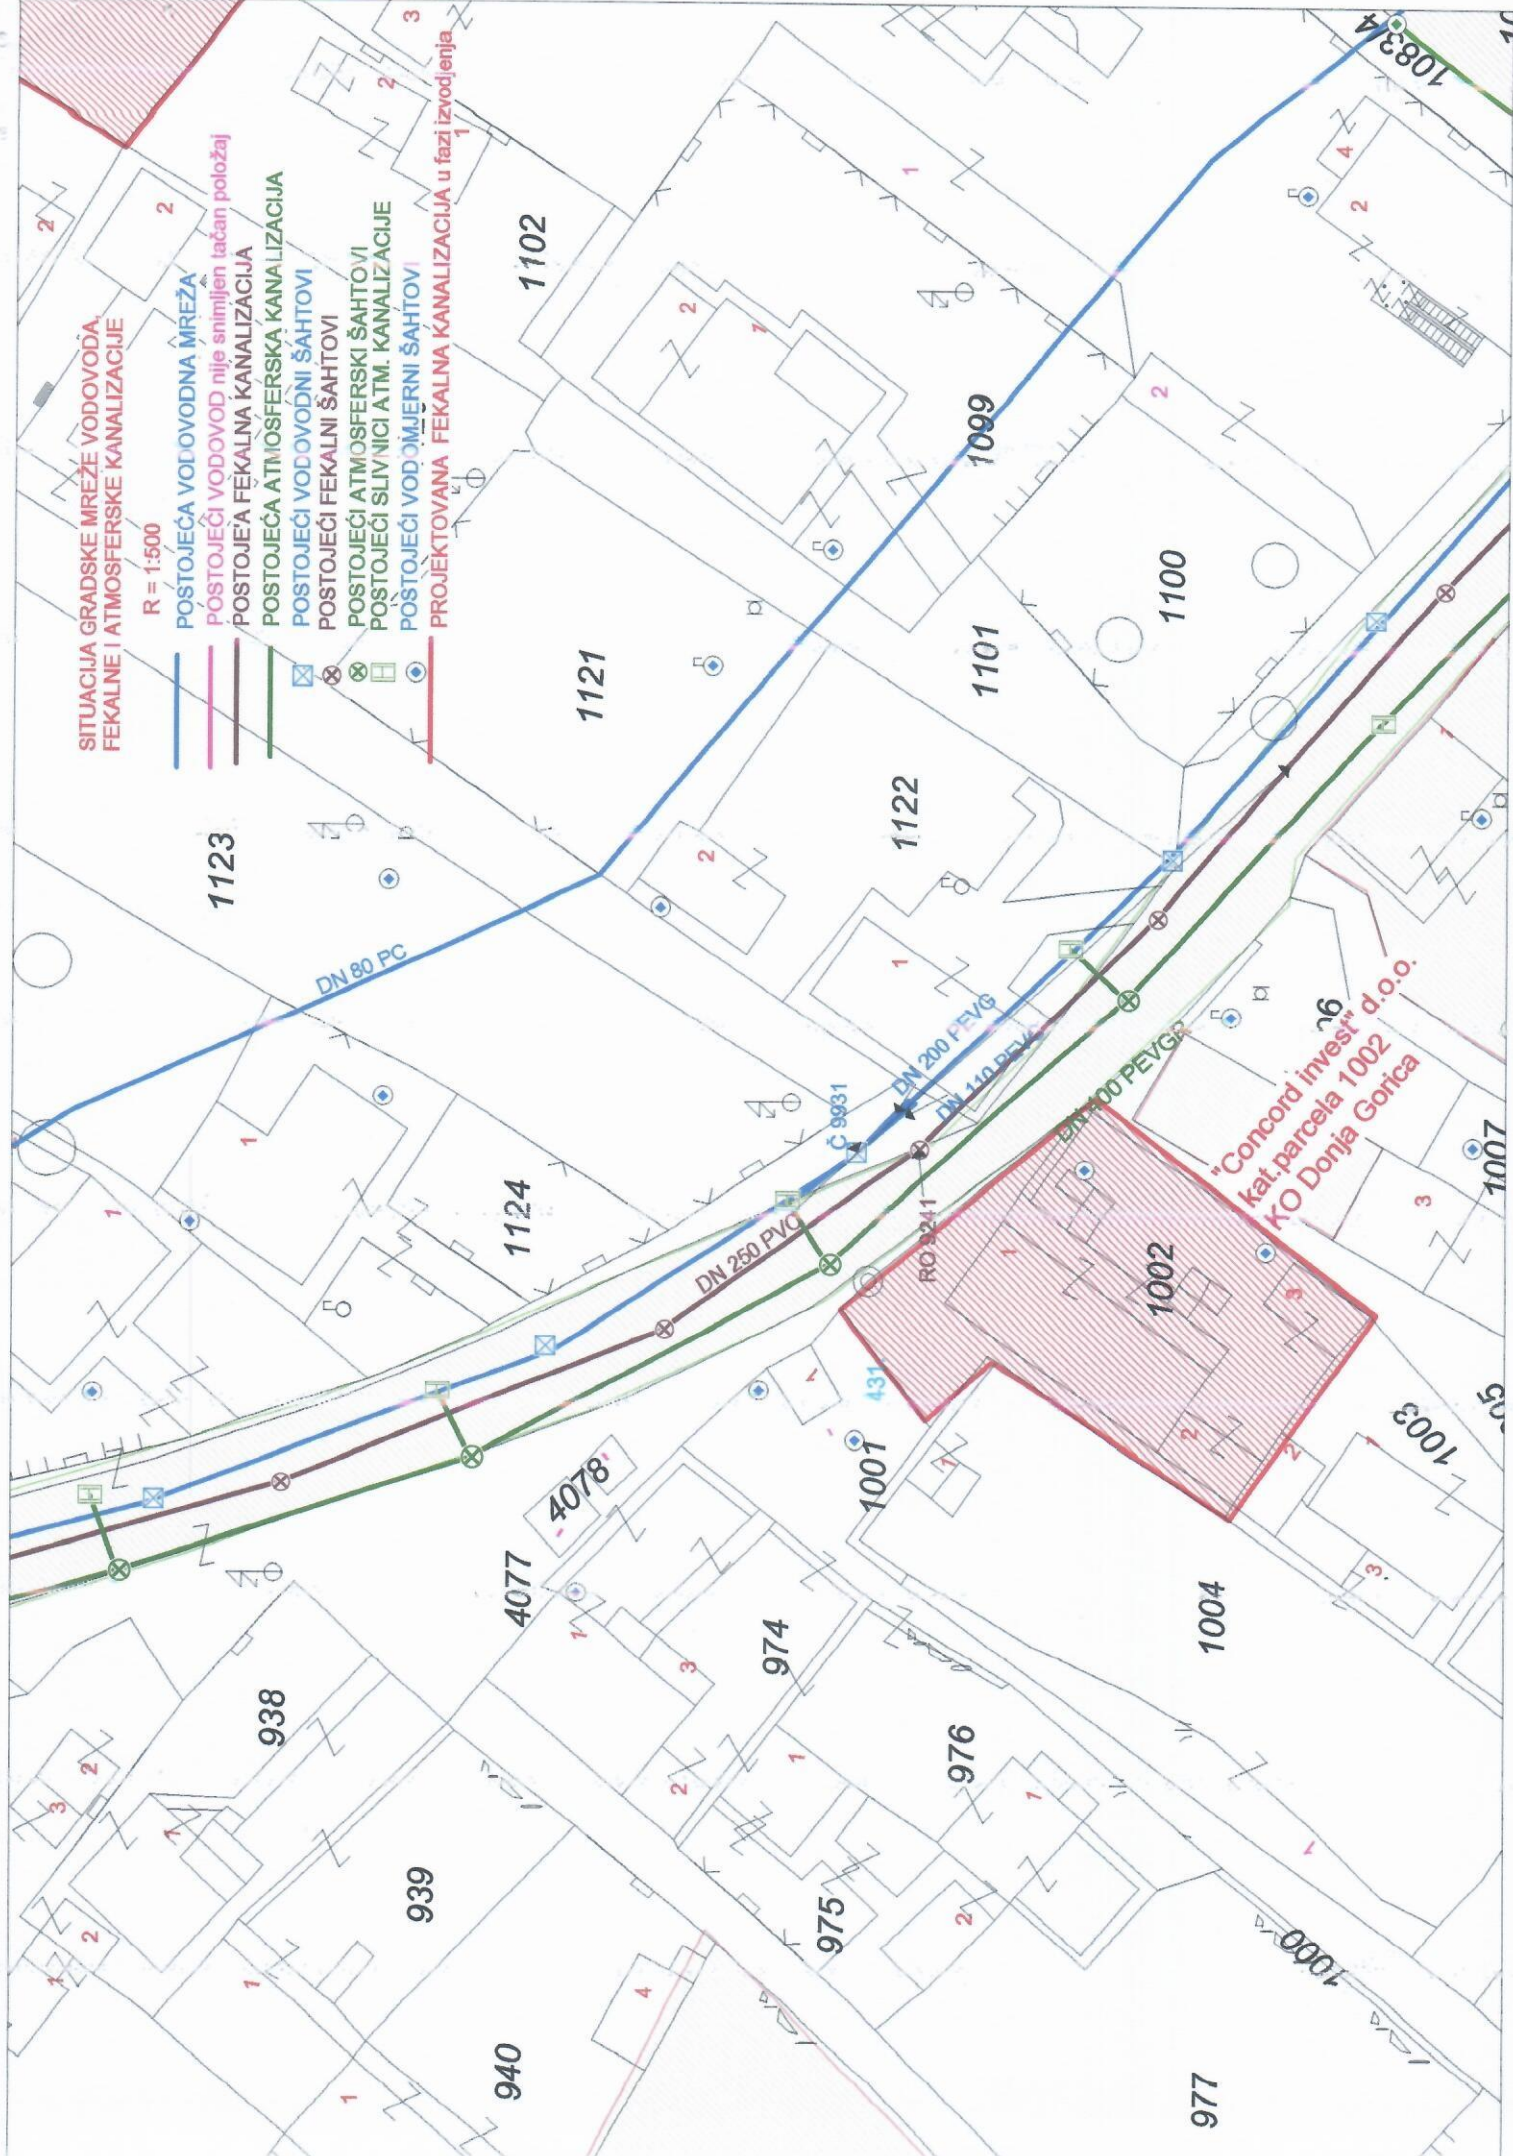 SITUACIJA GRADSKE MREŽE VODOVODA,
FEKALNE I ATMOSFERSKE KANALIZACIJE
R = 1:500
POSTOJEĆA VODOVODNA MREŽA
POSTOJEĆI VODOVOD nije snimljen tačan položaj
POSTOJE'A FEKALNA KANALIZACIJA
POSTOJEĆA ATMOSFERSKA KANALIZACIJA
POSTOJEĆI VODOVODNI ŠAHTOVI
POSTOJEĆI FEKALNI ŠAHTOVI
POSTOJEĆI ATMOSFERSKI ŠAHTOVI
POSTOJEĆI SLIVNICI ATM. KANALIZACIJE
POSTOJEĆI VODOMJERNI ŠAHTOVI
PROJEKTOVANA FEKALNA KANALIZACIJA u fazi izvodjenja
1102
1083/4
1099
1121
1101
1100
1123
1122
DN 80 PC
DN 200 PEVG
DN 110 PEVG
Č 9931
DN 400 PEVGP
DN 250 PVC
RO 9241
1124
"Concord invest" d.o.o.
kat.parcela 1002
KO Donja Gorica
1007
1002
431
1001
1003
4078
4077
974
1004
938
976
939
975
1000
940
977